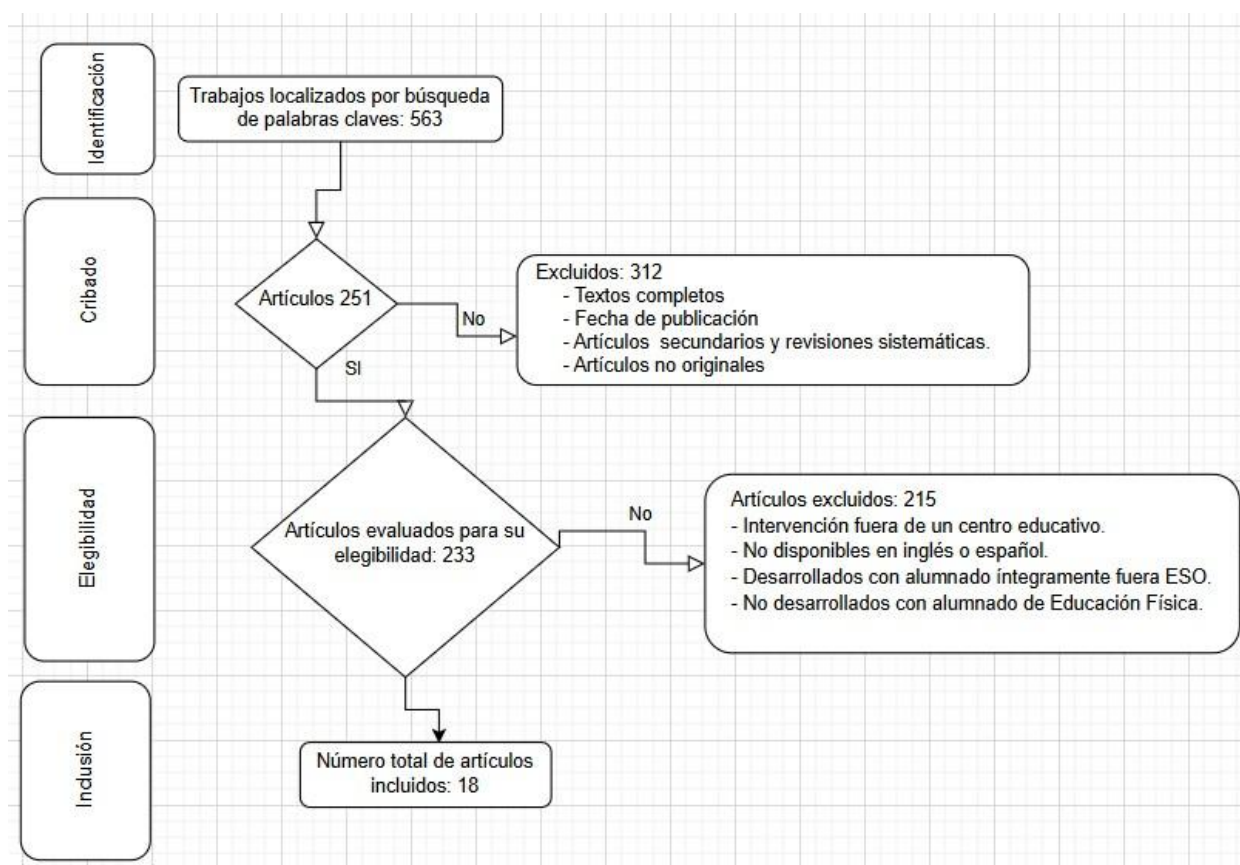 Identificación
Trabajos localizados por búsqueda
de palabras claves: 563
Cribado
Artículos 251
No
SI
Excluidos: 312
- Textos completos
- Fecha de publicación
- Artículos secundarios y revisiones sistemáticas.
- Artículos no originales
Elegibilidad
Artículos evaluados para su
elegibilidad: 233
No
Artículos excluidos: 215
- Intervención fuera de un centro educativo.
- No disponibles en inglés o español.
- Desarrollados con alumnado íntegramente fuera ESO.
- No desarrollados con alumnado de Educación Física.
Inclusión
Número total de artículos
incluidos: 18